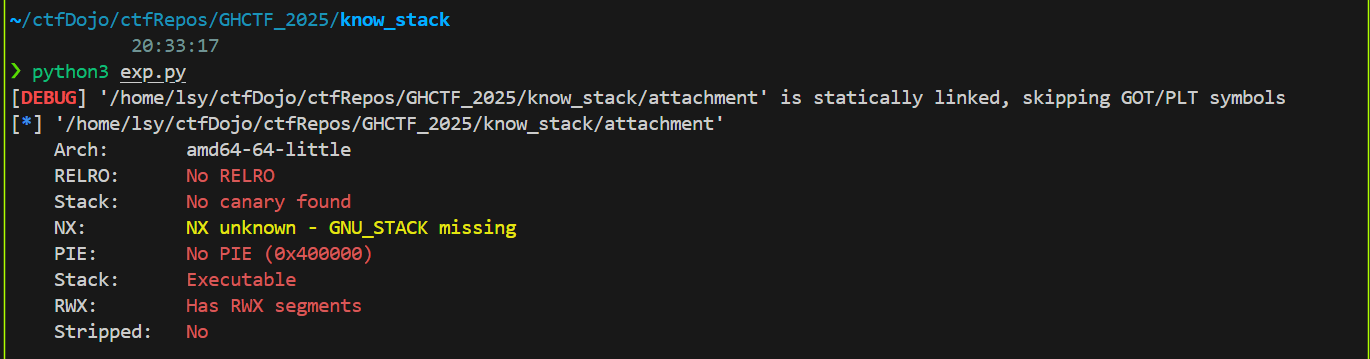 ~/ctfDojo/ctfRepos/GHCTF_2025/know_stack
20:33:17
❯ python3 exp.py
[DEBUG] '/home/lsy/ctfDojo/ctfRepos/GHCTF_2025/know_stack/attachment' is statically linked, skipping GOT/PLT symbols
[*] '/home/lsy/ctfDojo/ctfRepos/GHCTF_2025/know_stack/attachment'
Arch: amd64-64-little
RELRO: No RELRO
Stack: No canary found
NX: NX unknown - GNU_STACK missing
PIE: No PIE (0x400000)
Stack: Executable
RWX: Has RWX segments
Stripped: No